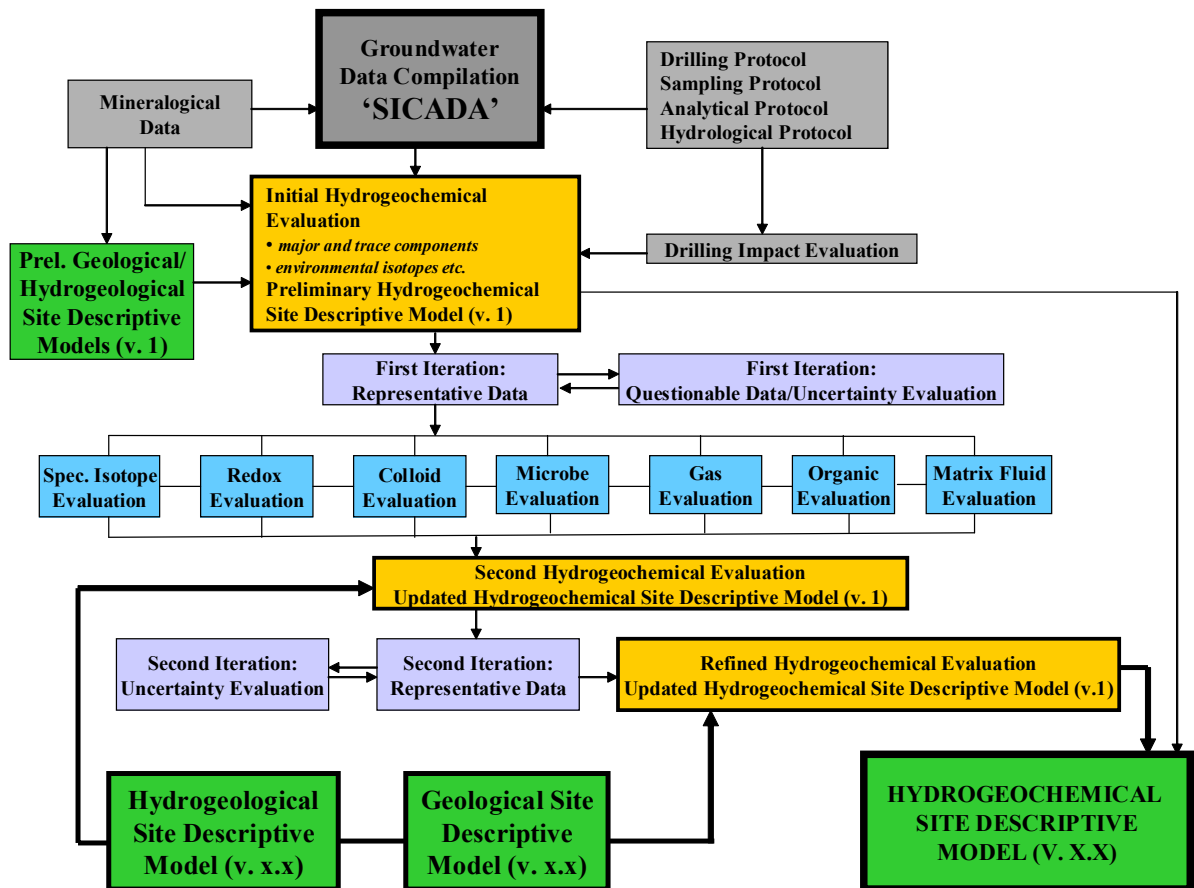 Groundwater
Data Compilation
‘SICADA’
Drilling Protocol
Sampling Protocol
Analytical Protocol
Hydrological Protocol
Mineralogical
Data
Initial Hydrogeochemical
Evaluation
• major and trace components
• environmental isotopes etc.
Preliminary Hydrogeochemical
Site Descriptive Model (v. 1)
Drilling Impact Evaluation
Prel. Geological/
Hydrogeological
Site Descriptive
Models (v. 1)
First Iteration:
Representative Data
First Iteration:
Questionable Data/Uncertainty Evaluation
Spec. Isotope
Evaluation
Redox
Evaluation
Colloid
Evaluation
Microbe
Evaluation
Gas
Evaluation
Organic
Evaluation
Matrix Fluid
Evaluation
Second Hydrogeochemical Evaluation
Updated Hydrogeochemical Site Descriptive Model (v. 1)
Second Iteration:
Uncertainty Evaluation
Second Iteration:
Representative Data
Refined Hydrogeochemical Evaluation
Updated Hydrogeochemical Site Descriptive Model (v.1)
Hydrogeological
Site Descriptive
Model (v. x.x)
Geological Site
Descriptive
Model (v. x.x)
HYDROGEOCHEMICAL
SITE DESCRIPTIVE
MODEL (V. X.X)